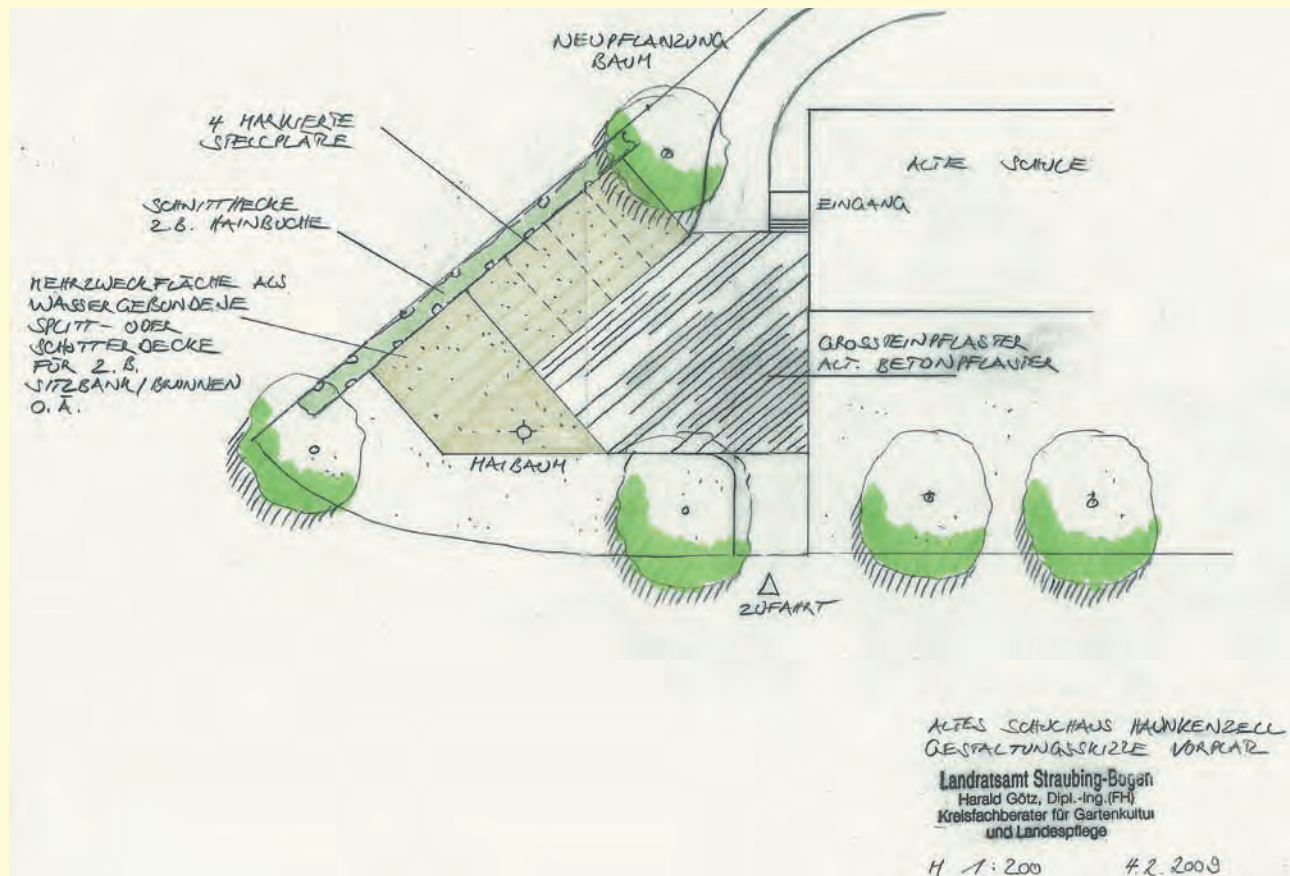 NEUPFLANZUNG
BAUM
4 MARKIERTE
STELLPLÄTZE
SCHNITTHECKE
Z.B. HAINBUCHE
MEHRZWECKFLÄCHE ALS
WASSERGEBUNDENE
SPLITT- ODER
SCHOTTERDECKE
FÜR Z.B.
SITZBANK/BRUNNEN
O.Ä.
ALTE SCHULE
EINGANG
GROSSTEINPFLASTER
ALT. BETONPFLASTER
MAIBAUM
ZUFAHRT
ALTES SCHULHAUS HAUNKENZELL
GESTALTUNGSSKIZZE VORPLATZ
Landratsamt Straubing-Bogen
Harald Götz, Dipl.-Ing.(FH)
Kreisfachberater für Gartenkultur
und Landespflege
M 1:200 4.2.2009